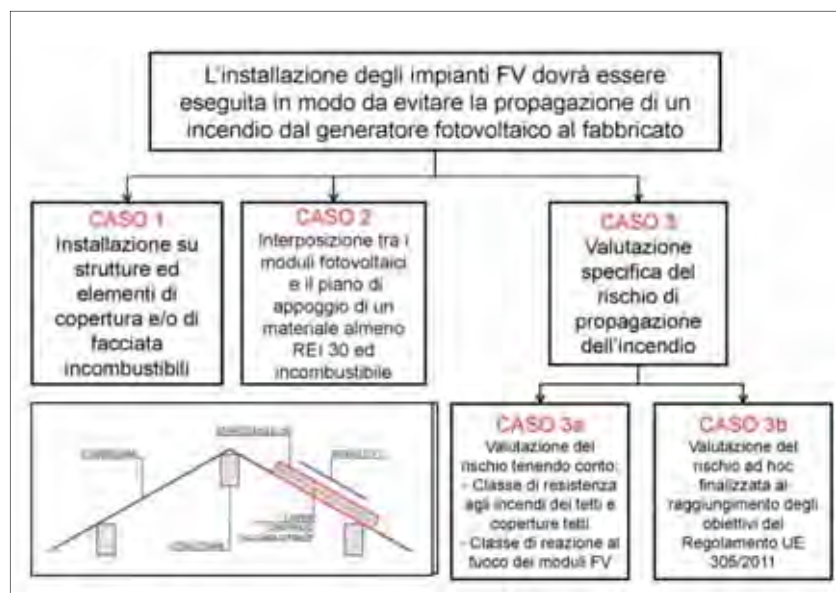 L'installazione degli impianti FV dovrà essere
eseguita in modo da evitare la propagazione di un
incendio dal generatore fotovoltaico al fabbricato
CASO 1
Installazione su
strutture ed
elementi di
copertura e/o di
facciata
incombustibili
CASO 2
Interposizione tra i
moduli fotovoltaici
e il piano di
appoggio di un
materiale almeno
REI 30 ed
incombustibile
CASO 3
Valutazione
specifica del
rischio di
propagazione
dell'incendio
CASO 3a
Valutazione del
rischio tenendo conto:
- Classe di resistenza
agli incendi dei tetti e
coperture tetti
- Classe di reazione al
fuoco dei moduli FV
CASO 3b
Valutazione del
rischio ad hoc
finalizzata al
raggiungimento degli
obiettivi del
Regolamento UE
305/2011